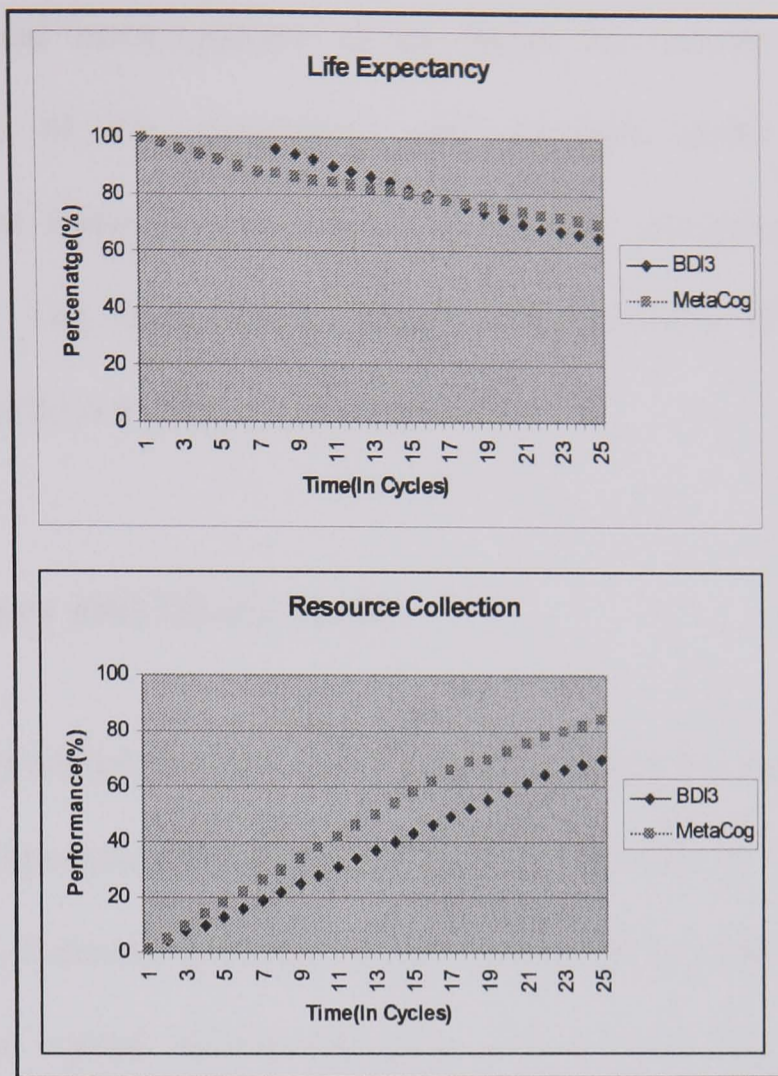 Life Expectancy
Percenatge(%)
100
80
60
40
20
0
1 3 5 7 9 11 13 15 17 19 21 23 25
Time(In Cycles)
BDI3
MetaCog
Resource Collection
Performance(%)
100
80
60
40
20
0
1 3 5 7 9 11 13 15 17 19 21 23 25
Time(In Cycles)
BDI3
MetaCog